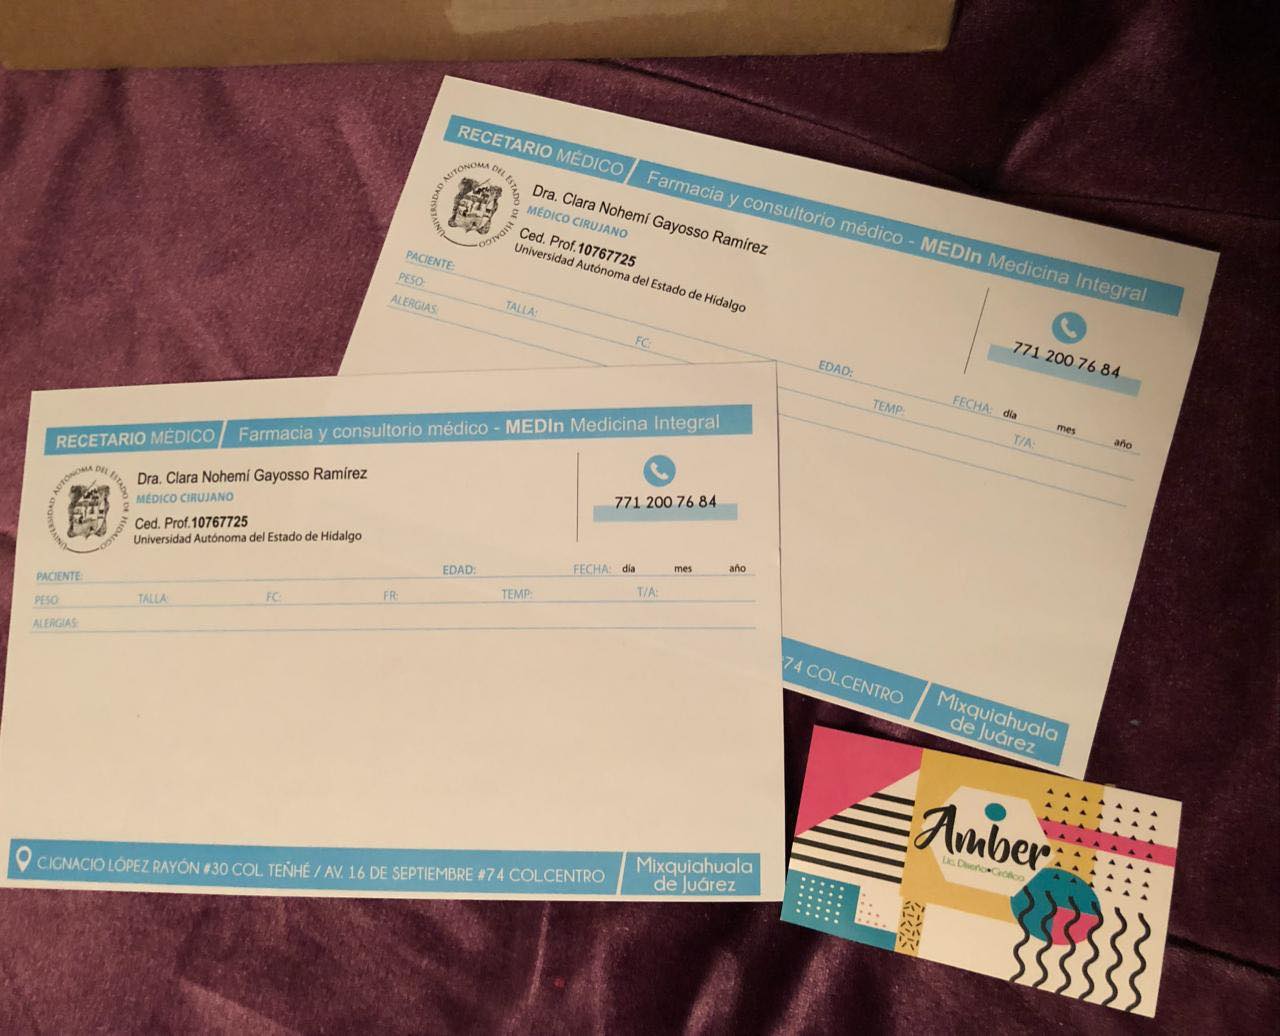 RECETARIO MÉDICO / Farmacia y consultorio médico - MEDIn Medicina Integral
UNIVERSIDAD AUTÓNOMA DEL ESTADO DE HIDALGO
Dra. Clara Nohemí Gayosso Ramírez
MÉDICO CIRUJANO
Ced. Prof.10767725
Universidad Autónoma del Estado de Hidalgo
771 200 76 84
PACIENTE: EDAD: FECHA: día mes año
PESO: TALLA: FC: TEMP: T/A:
ALERGIAS:
#74 COLCENTRO
Mixquiahuala
de Juárez
RECETARIO MÉDICO / Farmacia y consultorio médico - MEDIn Medicina Integral
UNIVERSIDAD AUTÓNOMA DEL ESTADO DE HIDALGO
Dra. Clara Nohemí Gayosso Ramírez
MÉDICO CIRUJANO
Ced. Prof.10767725
Universidad Autónoma del Estado de Hidalgo
771 200 76 84
PACIENTE: EDAD: FECHA: día mes año
PESO: TALLA: FC: FR: TEMP: T/A:
ALERGIAS:
C.IGNACIO LÓPEZ RAYÓN #30 COL TEÑHÉ / AV. 16 DE SEPTIEMBRE #74 COLCENTRO
Mixquiahuala
de Juárez
Amber
Lic. Diseño•Gráfico